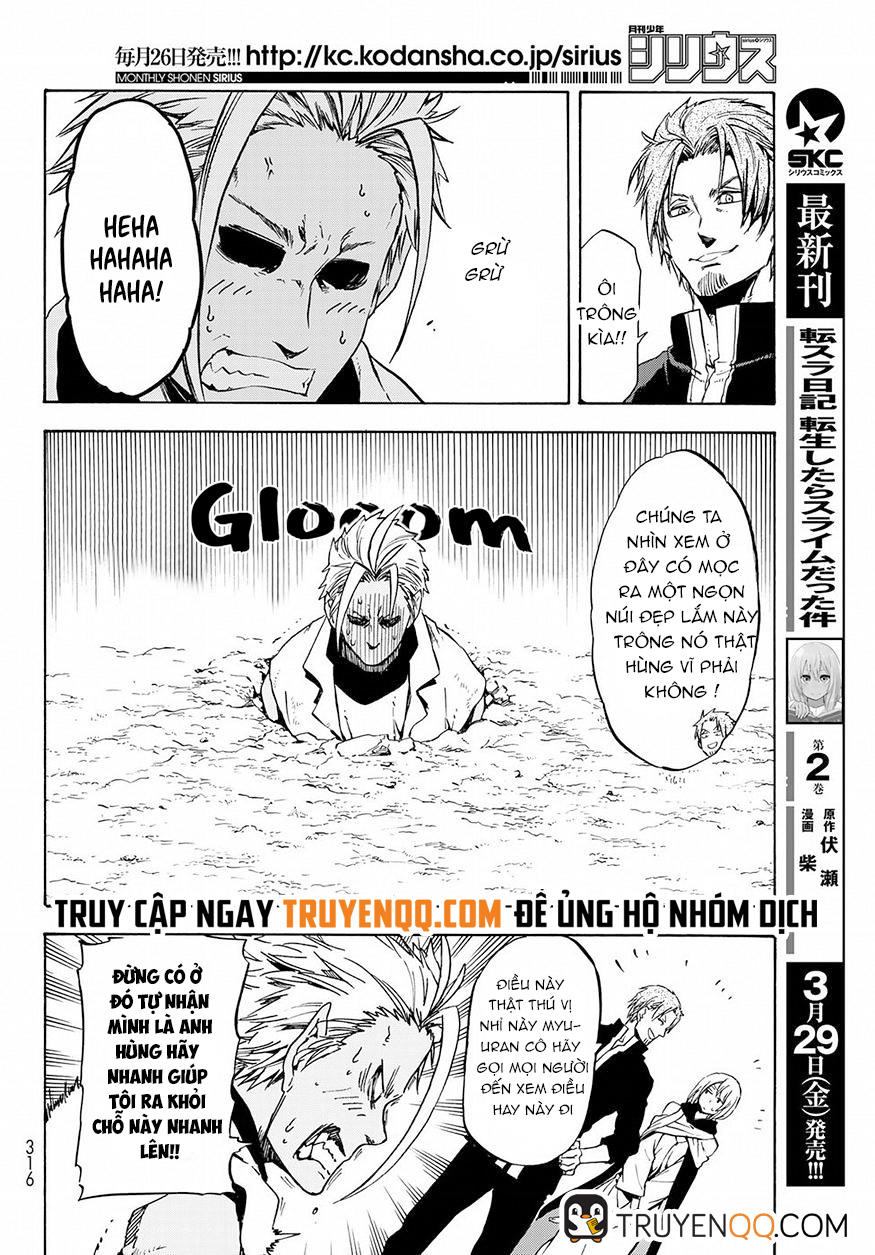 毎月26日発売!!! http://kc.kodansha.co.jp/sirius
MONTHLY SHONEN SIRIUS
月刊少年
シリウス
SKC
シリウスコミックス
最新刊
転スラ日記 転生したらスライムだった件
第2巻
原作 伏瀬
漫画 柴
3月29日(金)発売!!!
ÔI
TRÔNG
KÌA!!
GRỪ
GRỪ
HEHA
HAHAHA
HAHA!
Glooom
CHÚNG TA
NHÌN XEM Ở
ĐÂY CÓ MỌC
RA MỘT NGỌN
NÚI ĐẸP LẮM NÀY
TRÔNG NÓ THẬT
HÙNG VĨ PHẢI
KHÔNG !
TRUY CẬP NGAY TRUYENQQ.COM ĐỂ ỦNG HỘ NHÓM DỊCH
ĐIỀU NÀY
THẬT THÚ VỊ
NHỈ NÀY MYU-
URAN CÔ HÃY
GỌI MỌI NGƯỜI
ĐẾN XEM ĐIỀU
HAY NÀY ĐI
ĐỪNG CÓ Ở
ĐÓ TỰ NHẬN
MÌNH LÀ ANH
HÙNG HÃY
NHANH GIÚP
TÔI RA KHỎI
CHỖ NÀY NHANH
LÊN!!
316
TRUYENQQ.COM